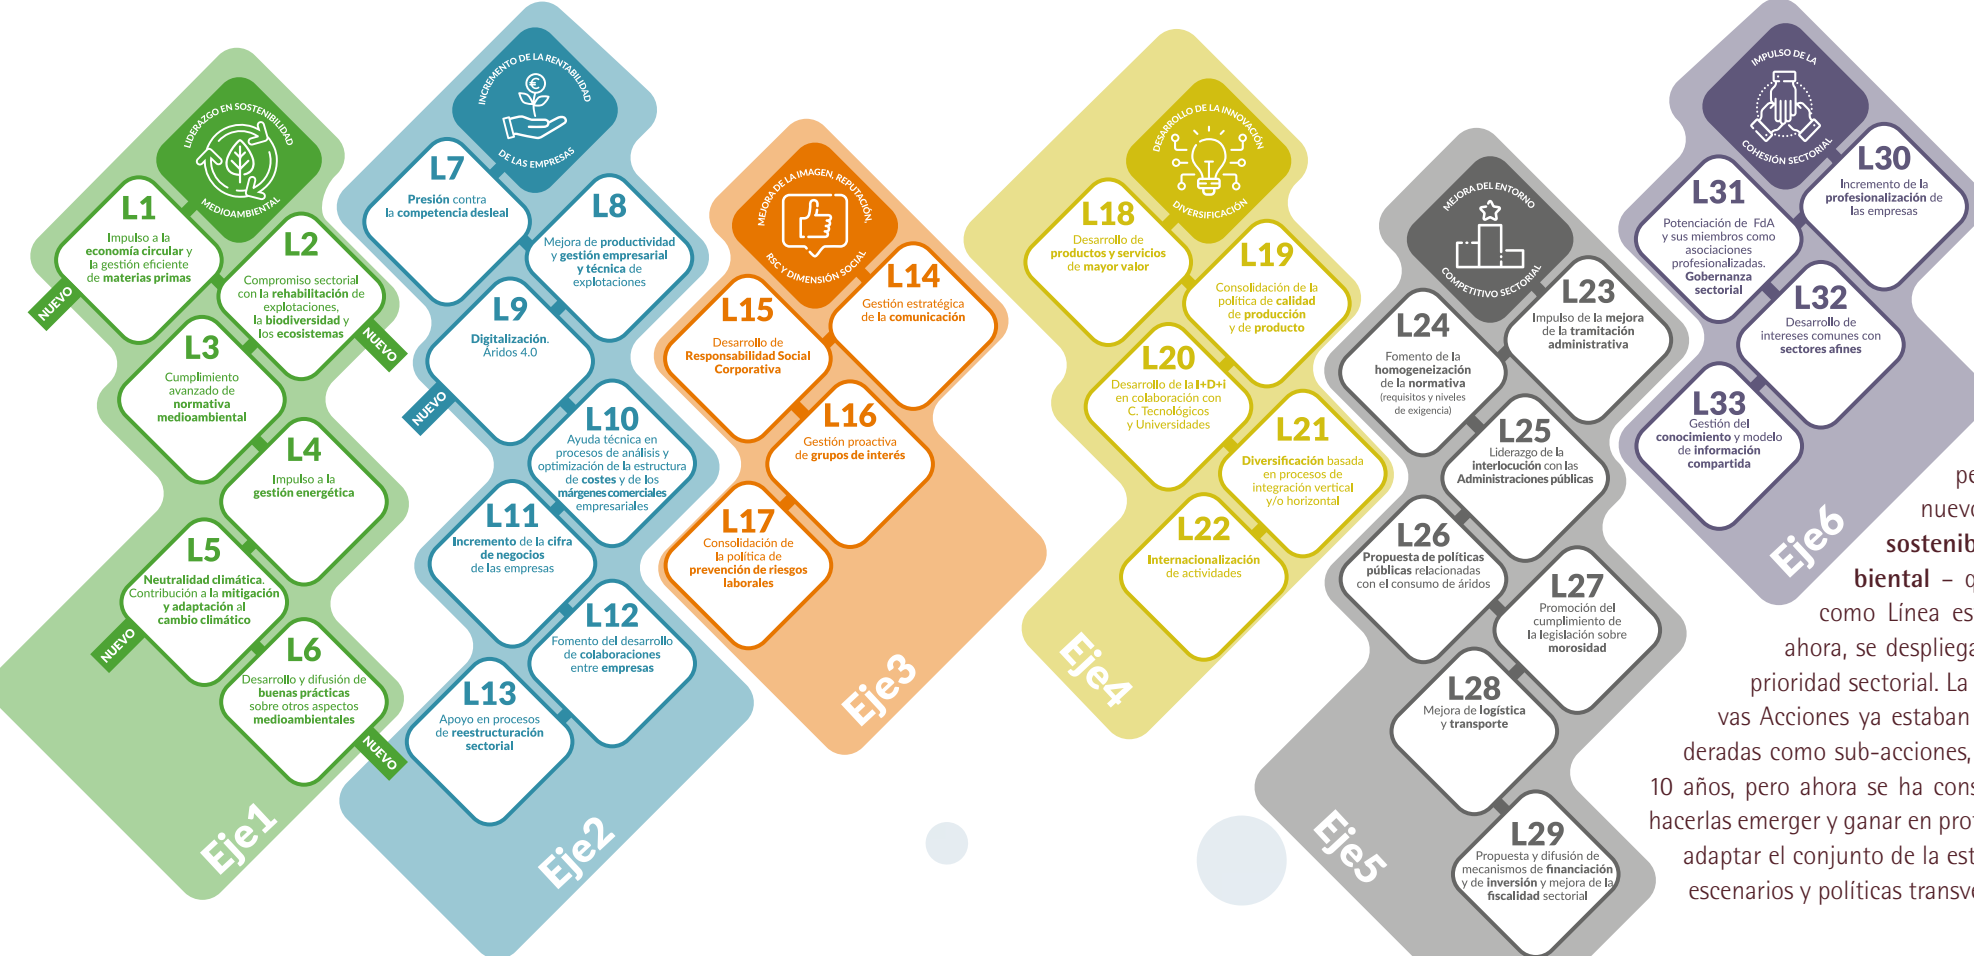 LIDERAZGO EN SOSTENIBILIDAD
MEDIOAMBIENTAL
L1
Impulso a la
economía circular y
la gestión eficiente
de materias primas
NUEVO
L2
Compromiso sectorial
con la rehabilitación de
explotaciones,
la biodiversidad y
los ecosistemas
NUEVO
L3
Cumplimiento
avanzado de
normativa
medioambiental
L4
Impulso a la
gestión energética
L5
Neutralidad climática.
Contribución a la mitigación
y adaptación al
cambio climático
NUEVO
L6
Desarrollo y difusión de
buenas prácticas
sobre otros aspectos
medioambientales
NUEVO
Eje1
INCREMENTO DE LA RENTABILIDAD
DE LAS EMPRESAS
L7
Presión contra
la competencia desleal
L8
Mejora de productividad
y gestión empresarial
y técnica de
explotaciones
L9
Digitalización.
Áridos 4.0
NUEVO
L10
Ayuda técnica en
procesos de análisis y
optimización de la estructura
de costes y de los
márgenes comerciales
empresariales
L11
Incremento de la cifra
de negocios
de las empresas
L12
Fomento del desarrollo
de colaboraciones
entre empresas
L13
Apoyo en procesos
de reestructuración
sectorial
Eje2
MEJORA DE LA IMAGEN, REPUTACIÓN,
RSC Y DIMENSIÓN SOCIAL
L14
Gestión estratégica
de la comunicación
L15
Desarrollo de
Responsabilidad Social
Corporativa
L16
Gestión proactiva
de grupos de interés
L17
Consolidación de
la política de
prevención de riesgos
laborales
Eje3
DESARROLLO DE LA INNOVACIÓN
DIVERSIFICACIÓN
L18
Desarrollo de
productos y servicios
de mayor valor
L19
Consolidación de la
política de calidad
de producción
y de producto
L20
Desarrollo de la I+D+i
en colaboración con
C. Tecnológicos
y Universidades
L21
Diversificación basada
en procesos de
integración vertical
y/o horizontal
L22
Internacionalización
de actividades
Eje4
MEJORA DEL ENTORNO
COMPETITIVO SECTORIAL
L23
Impulso de la mejora
de la tramitación
administrativa
L24
Fomento de la
homogeneización
de la normativa
(requisitos y niveles
de exigencia)
L25
Liderazgo de la
interlocución con las
Administraciones públicas
L26
Propuesta de políticas
públicas relacionadas
con el consumo de áridos
L27
Promoción del
cumplimiento de
la legislación sobre
morosidad
L28
Mejora de logística
y transporte
L29
Propuesta y difusión de
mecanismos de financiación
y de inversión y mejora de la
fiscalidad sectorial
Eje5
IMPULSO DE LA
COHESIÓN SECTORIAL
L30
Incremento de la
profesionalización de
las empresas
L31
Potenciación de FdA
y sus miembros como
asociaciones
profesionalizadas.
Gobernanza
sectorial
L32
Desarrollo de
intereses comunes con
sectores afines
L33
Gestión del
conocimiento y modelo
de información
compartida
Eje6
pe
nuevo
sostenib
biental – q
como Línea es
ahora, se despliega
prioridad sectorial. La
vas Acciones ya estaban
deradas como sub-acciones,
10 años, pero ahora se ha cons
hacerlas emerger y ganar en pro
adaptar el conjunto de la est
escenarios y políticas transv